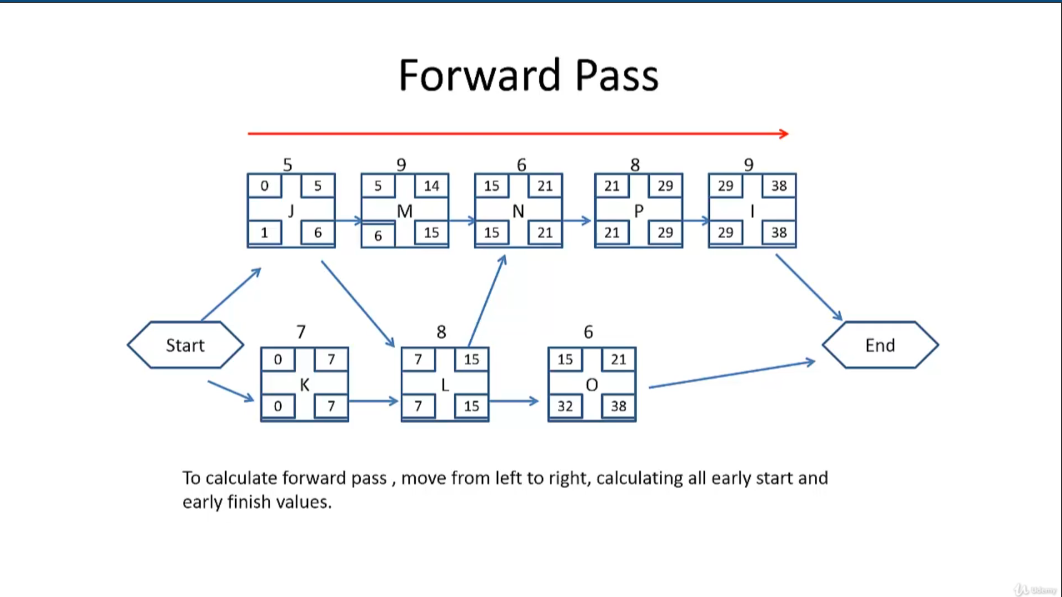 Forward Pass
5 9 6 8 9
0 5 5 14 15 21 21 29 29 38
J M N P I
1 6 6 15 15 21 21 29 29 38
Start End
7 8 6
0 7 7 15 15 21
K L O
0 7 7 15 32 38
To calculate forward pass , move from left to right, calculating all early start and
early finish values.
Udemy